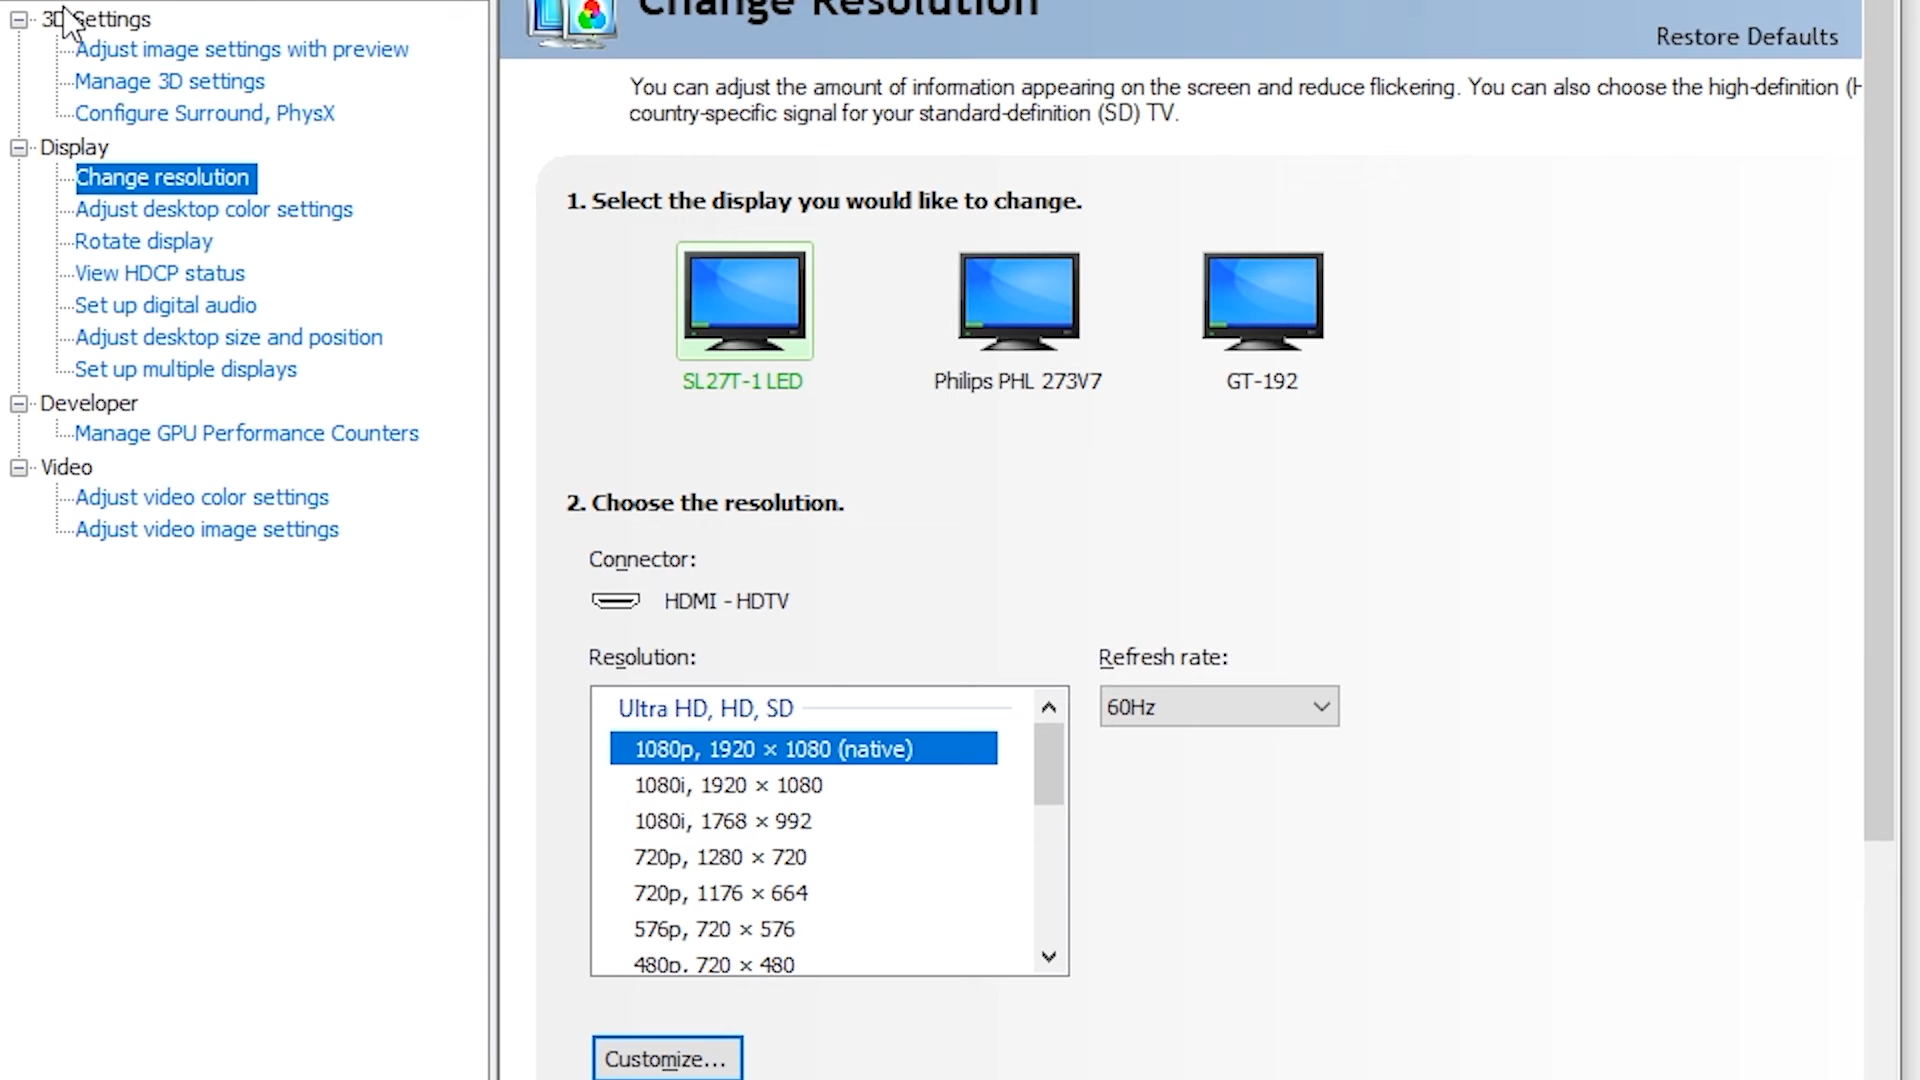 3D Settings
Adjust image settings with preview
Manage 3D settings
Configure Surround, PhysX
Display
Change resolution
Adjust desktop color settings
Rotate display
View HDCP status
Set up digital audio
Adjust desktop size and position
Set up multiple displays
Developer
Manage GPU Performance Counters
Video
Adjust video color settings
Adjust video image settings
Change Resolution
Restore Defaults
You can adjust the amount of information appearing on the screen and reduce flickering. You can also choose the high-definition (H
country-specific signal for your standard-definition (SD) TV.
1. Select the display you would like to change.
SL27T-1 LED
Philips PHL 273V7
GT-192
2. Choose the resolution.
Connector:
HDMI - HDTV
Resolution:
Refresh rate:
Ultra HD, HD, SD
60Hz
1080p, 1920 × 1080 (native)
1080i, 1920 × 1080
1080i, 1768 × 992
720p, 1280 × 720
720p, 1176 × 664
576p, 720 × 576
480p, 720 × 480
Customize...